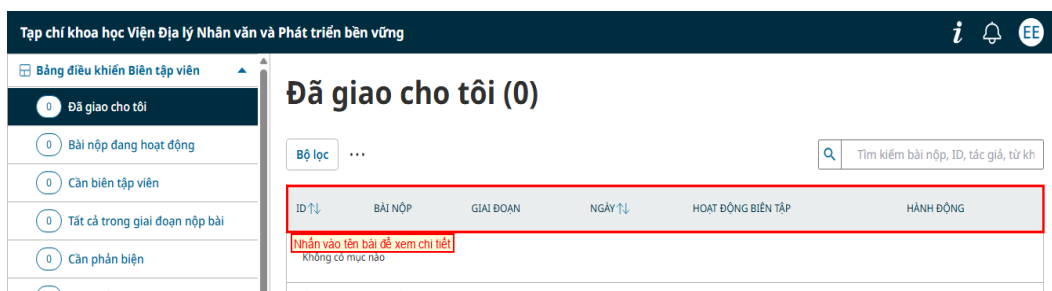 Tạp chí khoa học Viện Địa lý Nhân văn và Phát triển bền vững
i
EE
Bảng điều khiển Biên tập viên
0 Đã giao cho tôi
0 Bài nộp đang hoạt động
0 Cần biên tập viên
0 Tất cả trong giai đoạn nộp bài
0 Cần phản biện
Đã giao cho tôi (0)
Bộ lọc ...
Tìm kiếm bài nộp, ID, tác giả, từ kh
ID BÀI NỘP GIAI ĐOẠN NGÀY HOẠT ĐỘNG BIÊN TẬP HÀNH ĐỘNG
Nhấn vào tên bài để xem chi tiết
Không có mục nào